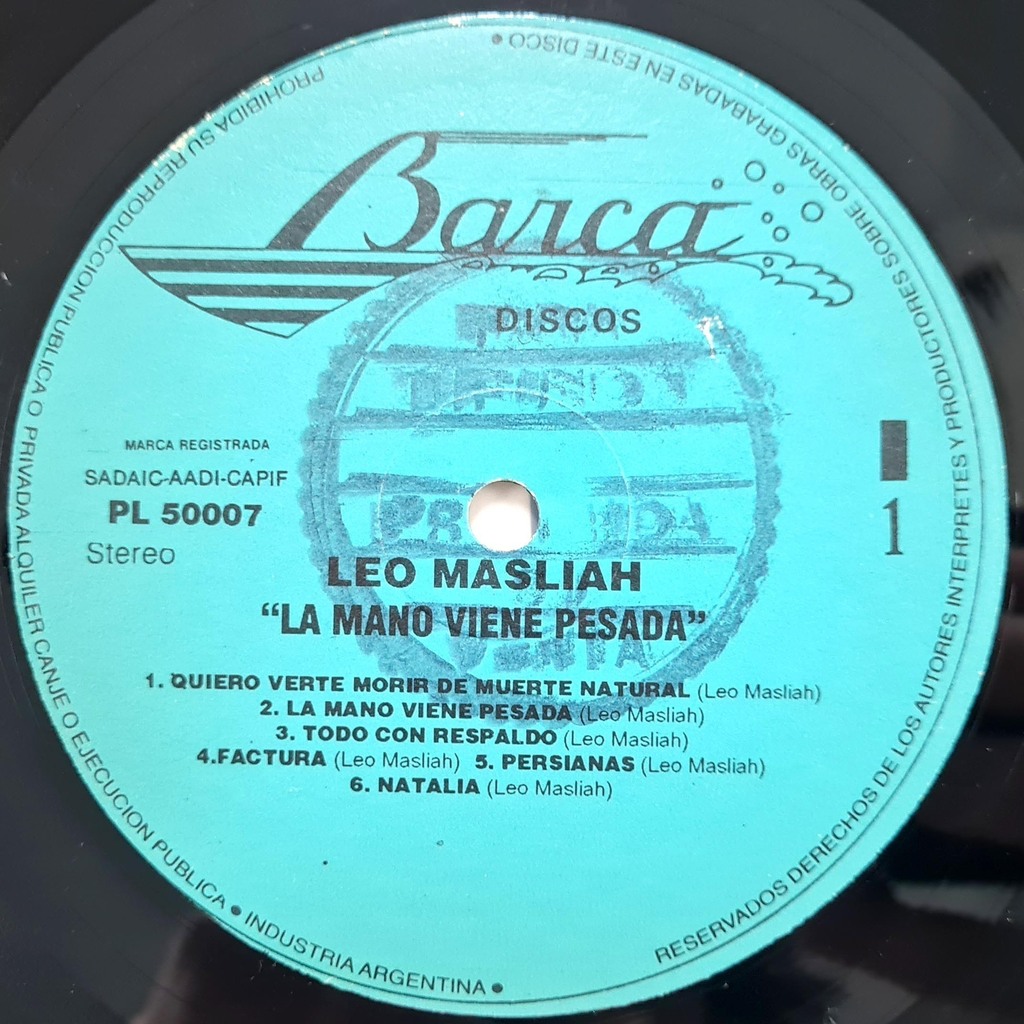 Barca
DISCOS
MARCA REGISTRADA
SADAIC-AADI-CAPIF
PL 50007
Stereo
1
LEO MASLIAH
“LA MANO VIENE PESADA”
1. QUIERO VERTE MORIR DE MUERTE NATURAL (Leo Masliah)
2. LA MANO VIENE PESADA (Leo Masliah)
3. TODO CON RESPALDO (Leo Masliah)
4.FACTURA (Leo Masliah) 5. PERSIANAS (Leo Masliah)
6. NATALIA (Leo Masliah)
VENTA
RESERVADOS DERECHOS DE LOS AUTORES INTERPRETES Y PRODUCTORES SOBRE OBRAS GRABADAS EN ESTE DISCO •
PROHIBIDA SU REPRODUCCION PUBLICA O PRIVADA ALQUILER CANJE O EJECUCION PUBLICA • INDUSTRIA ARGENTINA •